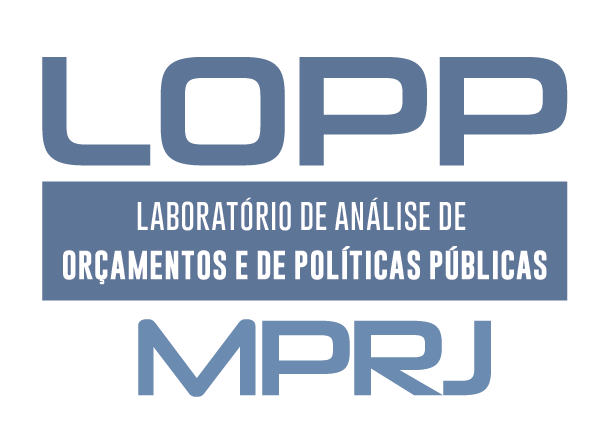 LOPP
LABORATÓRIO DE ANÁLISE DE
ORÇAMENTOS E DE POLÍTICAS PÚBLICAS
MPRJ